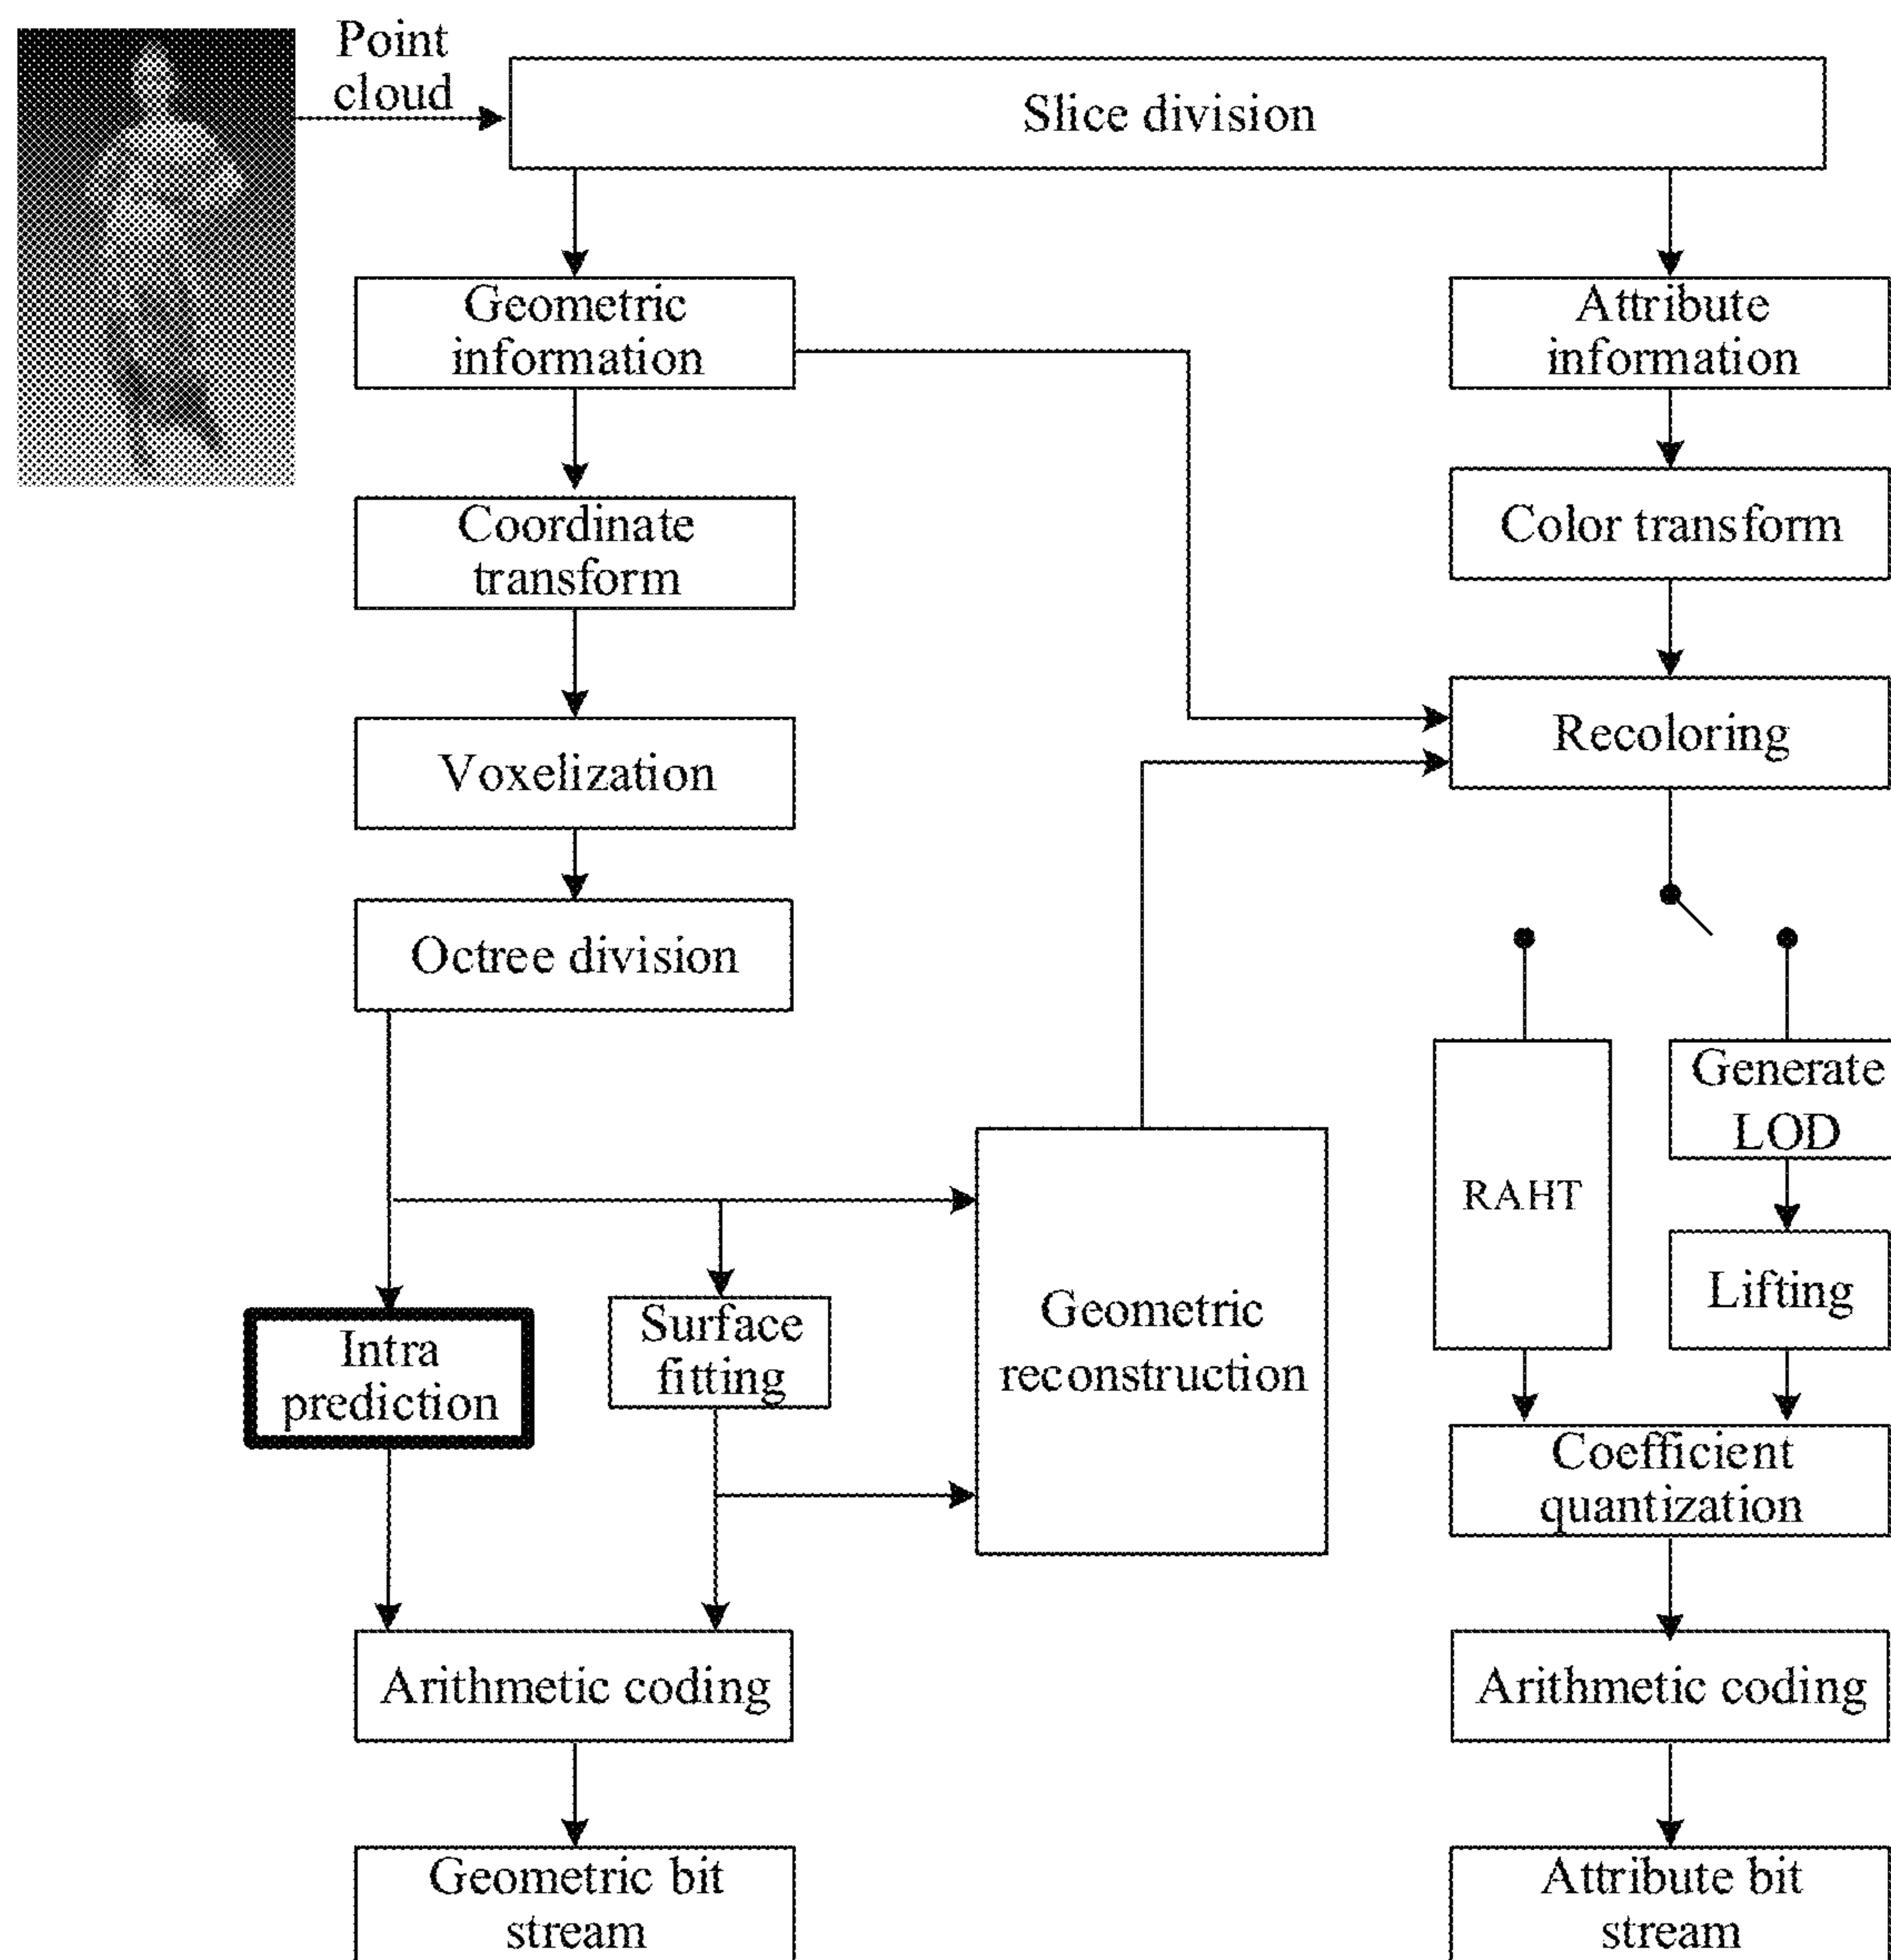 Point
cloud
Slice division
Geometric
information
Attribute
information
Coordinate
transform
Color transform
Voxelization
Recoloring
Octree division
RAHT
Generate
LOD
Lifting
Intra
prediction
Surface
fitting
Geometric
reconstruction
Coefficient
quantization
Arithmetic coding
Arithmetic coding
Geometric bit
stream
Attribute bit
stream